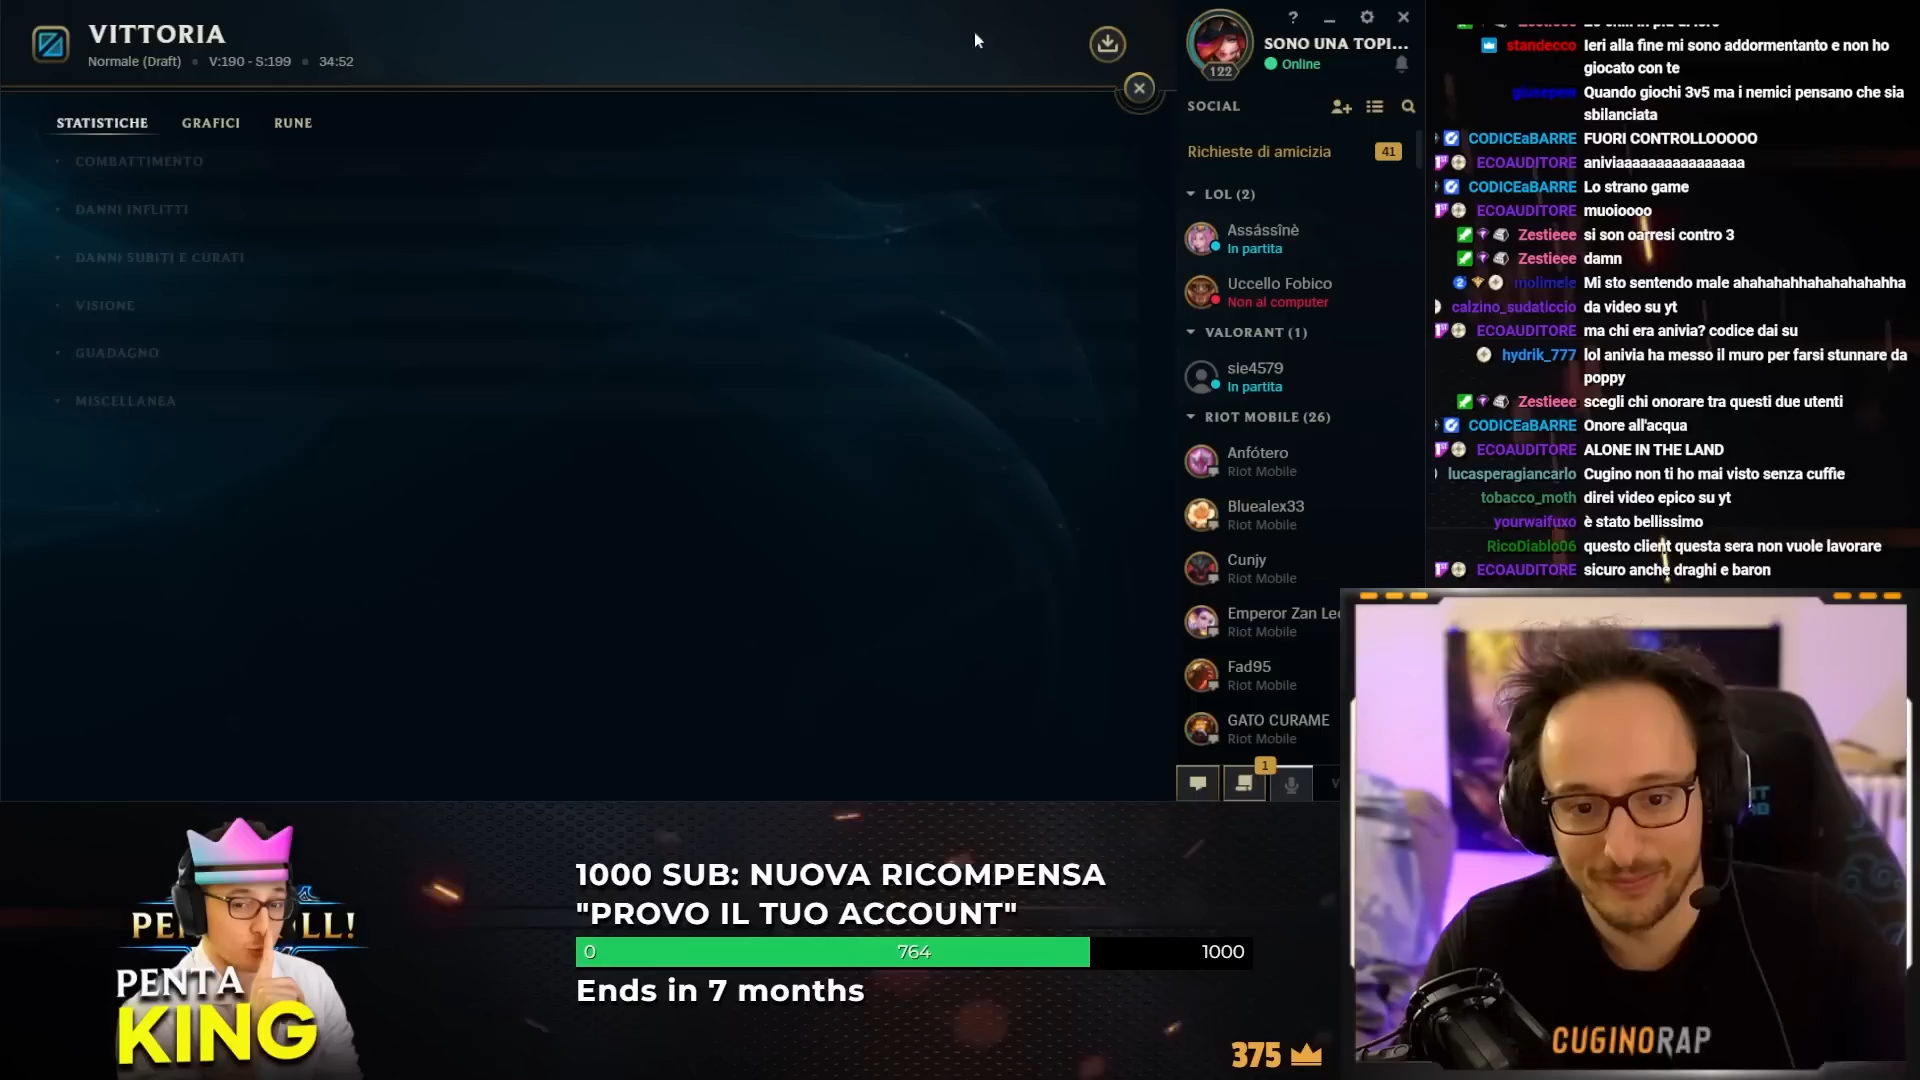 VITTORIA
Normale (Draft) • V:190 - S:199 • 34:52
STATISTICHE GRAFICI RUNE
COMBATTIMENTO
DANNI INFLITTI
DANNI SUBITI E CURATI
VISIONE
GUADAGNO
MISCELLANEA
?
SONO UNA TOPI...
122
Online
SOCIAL
Richieste di amicizia 41
LOL (2)
Assássînè
In partita
Uccello Fobico
Non al computer
VALORANT (1)
sle4579
In partita
RIOT MOBILE (26)
Anfótero
Riot Mobile
Bluealex33
Riot Mobile
Cunjy
Riot Mobile
Emperor Zan Le
Riot Mobile
Fad95
Riot Mobile
GATO CURAME
Riot Mobile
1
standecco Ieri alla fine mi sono addormentanto e non ho
giocato con te
Quando giochi 3v5 ma i nemici pensano che sia
sbilanciata
CODICEaBARRE FUORI CONTROLLOOOOO
ECOAUDITORE aniviaaaaaaaaaaaaaaaa
CODICEaBARRE Lo strano game
ECOAUDITORE muoioooo
Zestieee si son oarresi contro 3
Zestieee damn
molimele Mi sto sentendo male ahahahahhahahahahahha
calzino_sudaticcio da video su yt
ECOAUDITORE ma chi era anivia? codice dai su
hydrik_777 lol anivia ha messo il muro per farsi stunnare da
poppy
Zestieee scegli chi onorare tra questi due utenti
CODICEaBARRE Onore all'acqua
ECOAUDITORE ALONE IN THE LAND
lucasperagiancarlo Cugino non ti ho mai visto senza cuffie
tobacco_moth direi video epico su yt
yourwaifuxo è stato bellissimo
RicoDiablo06 questo client questa sera non vuole lavorare
ECOAUDITORE sicuro anche draghi e baron
PENTA
KING
1000 SUB: NUOVA RICOMPENSA
"PROVO IL TUO ACCOUNT"
0 764 1000
Ends in 7 months
375
CUGINORAP